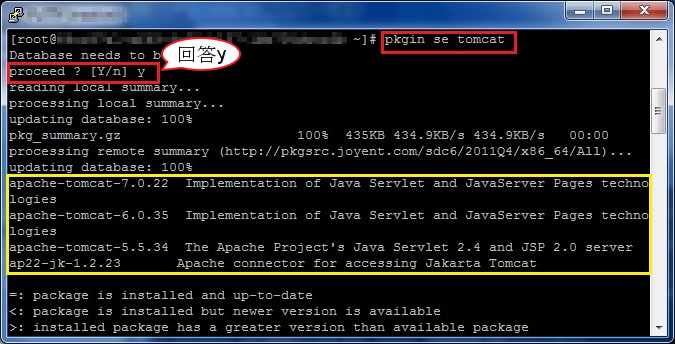 [root@ ~]# pkgin se tomcat
Database needs to b
proceed ? [Y/n] y
回答y
reading local summary...
processing local summary...
updating database: 100%
pkg_summary.gz 100% 435KB 434.9KB/s 434.9KB/s 00:00
processing remote summary (http://pkgsrc.joyent.com/sdc6/2011Q4/x86_64/All)...
updating database: 100%
apache-tomcat-7.0.22 Implementation of Java Servlet and JavaServer Pages techno
logies
apache-tomcat-6.0.35 Implementation of Java Servlet and JavaServer Pages techno
logies
apache-tomcat-5.5.34 The Apache Project's Java Servlet 2.4 and JSP 2.0 server
ap22-jk-1.2.23 Apache connector for accessing Jakarta Tomcat
=: package is installed and up-to-date
<: package is installed but newer version is available
>: installed package has a greater version than available package